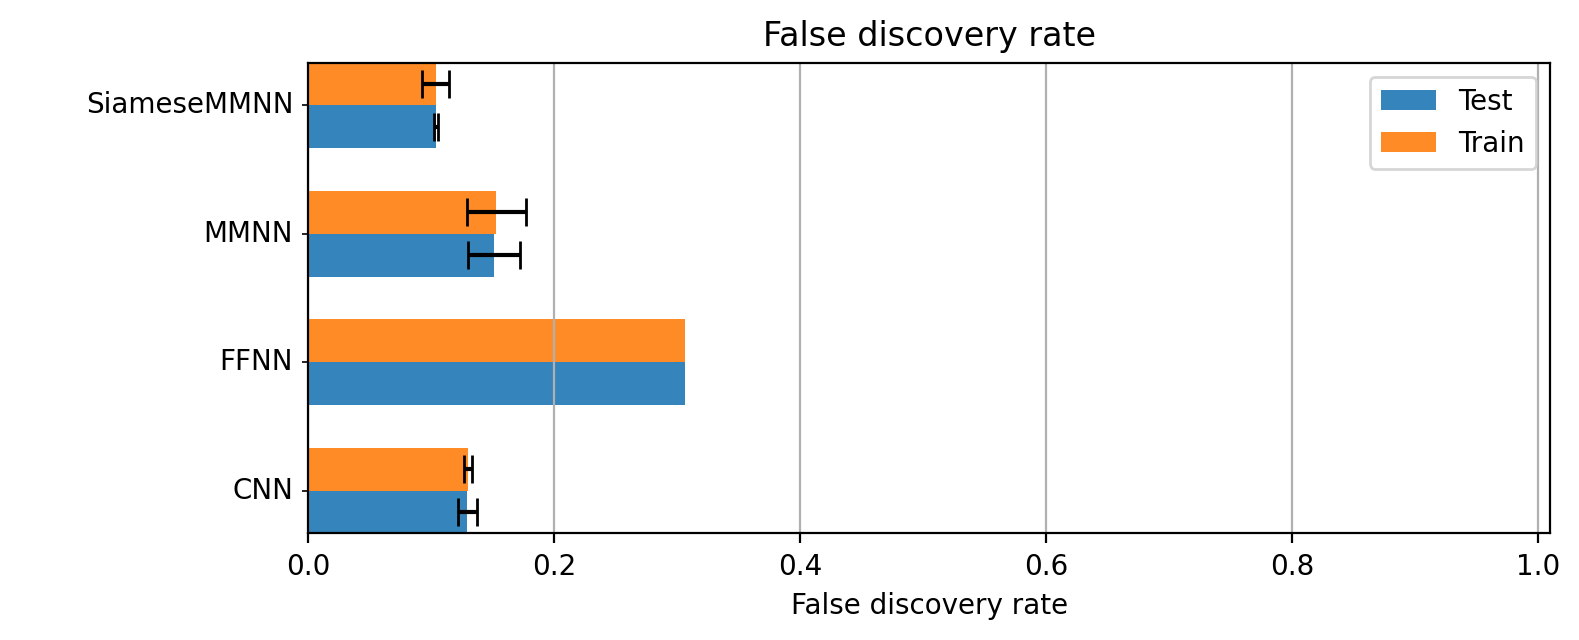 False discovery rate
SiameseMMNN
MMNN
FFNN
CNN
Test
Train
0.0 0.2 0.4 0.6 0.8 1.0
False discovery rate